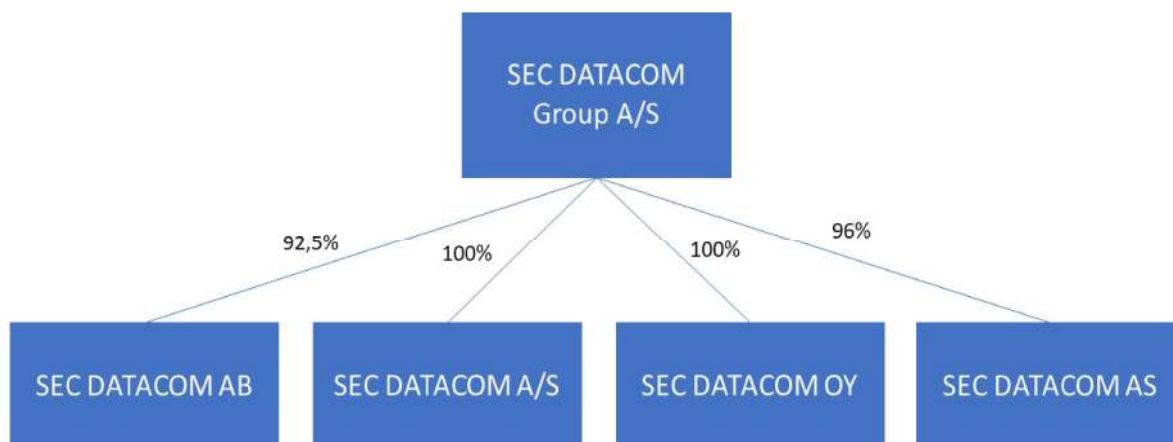 SEC DATACOM
Group A/S
92,5%
100%
100%
96%
SEC DATACOM AB
SEC DATACOM A/S
SEC DATACOM OY
SEC DATACOM AS